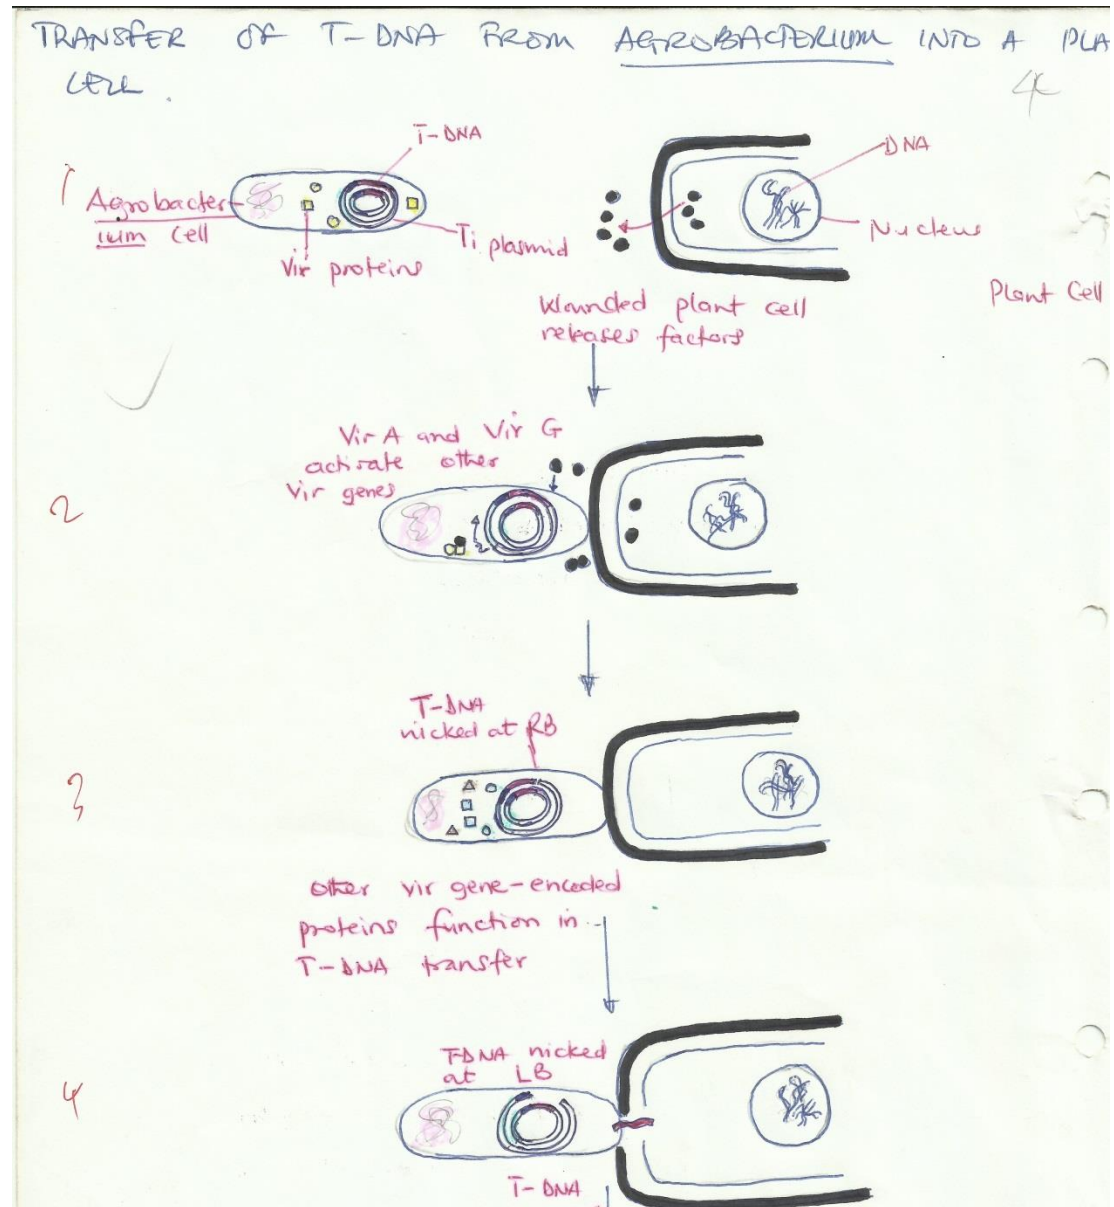 TRANSFER OF T-DNA FROM AGROBACTERIUM INTO A PLA
CELL.
4
1
T-DNA
DNA
Agrobacter-
ium Cell
Ti plasmid
Nucleus
Vir proteins
Plant Cell
Wounded plant cell
releases factors
2
Vir A and Vir G
activate other
Vir genes
3
T-DNA
nicked at RB
Other vir gene-encoded
proteins function in
T-DNA transfer
4
T-DNA nicked
at LB
T-DNA